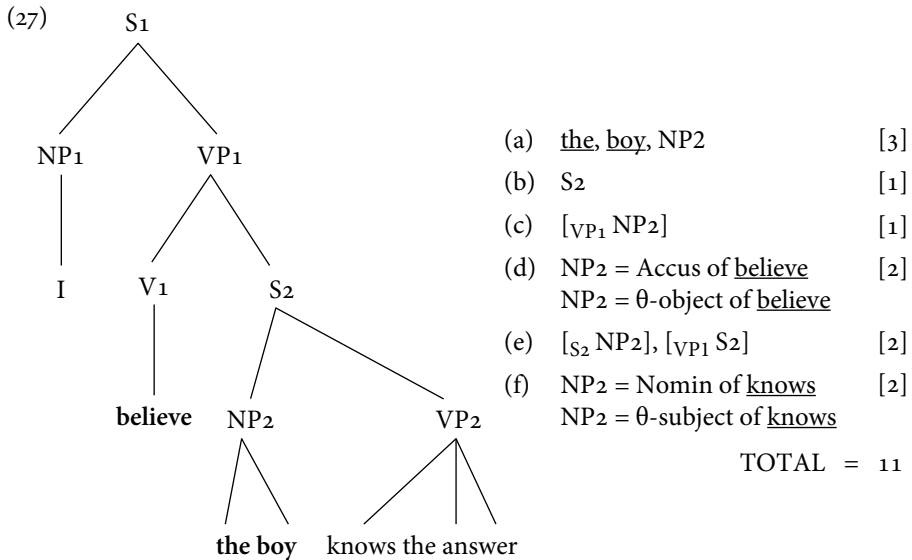 (27)
S1
NP1 VP1
I V1 S2
believe NP2 VP2
the boy knows the answer
(a) the, boy, NP2 [3]
(b) S2 [1]
(c) [VP1 NP2] [1]
(d) NP2 = Accus of believe [2]
NP2 = θ-object of believe
(e) [S2 NP2], [VP1 S2] [2]
(f) NP2 = Nomin of knows [2]
NP2 = θ-subject of knows
TOTAL = 11